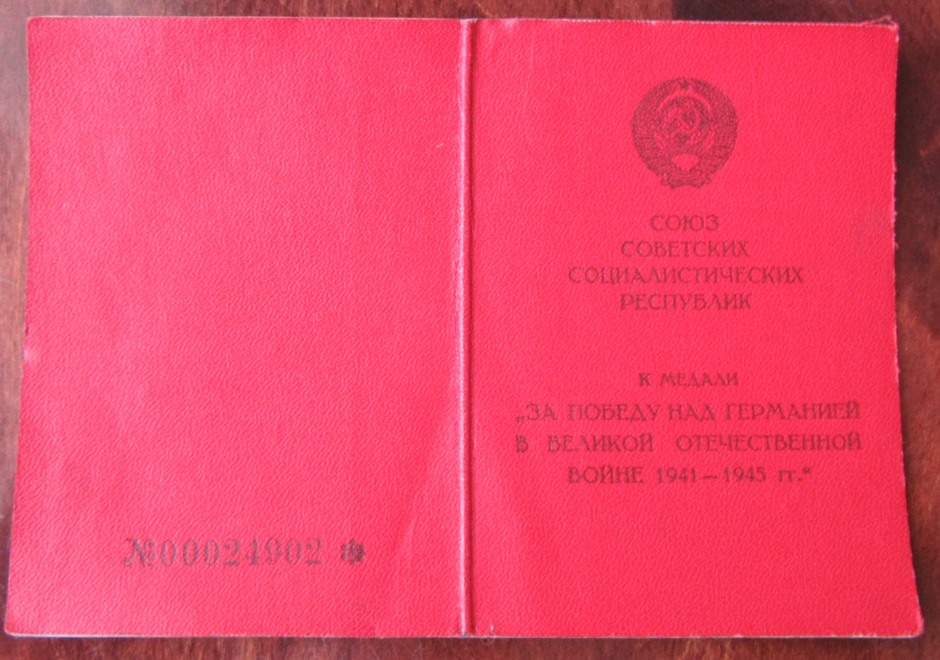 СОЮЗ
СОВЕТСКИХ
СОЦИАЛИСТИЧЕСКИХ
РЕСПУБЛИК
К МЕДАЛИ
„ЗА ПОБЕДУ НАД ГЕРМАНИЕЙ
В ВЕЛИКОЙ ОТЕЧЕСТВЕННОЙ
ВОЙНЕ 1941—1945 гг.“
№00024902 *